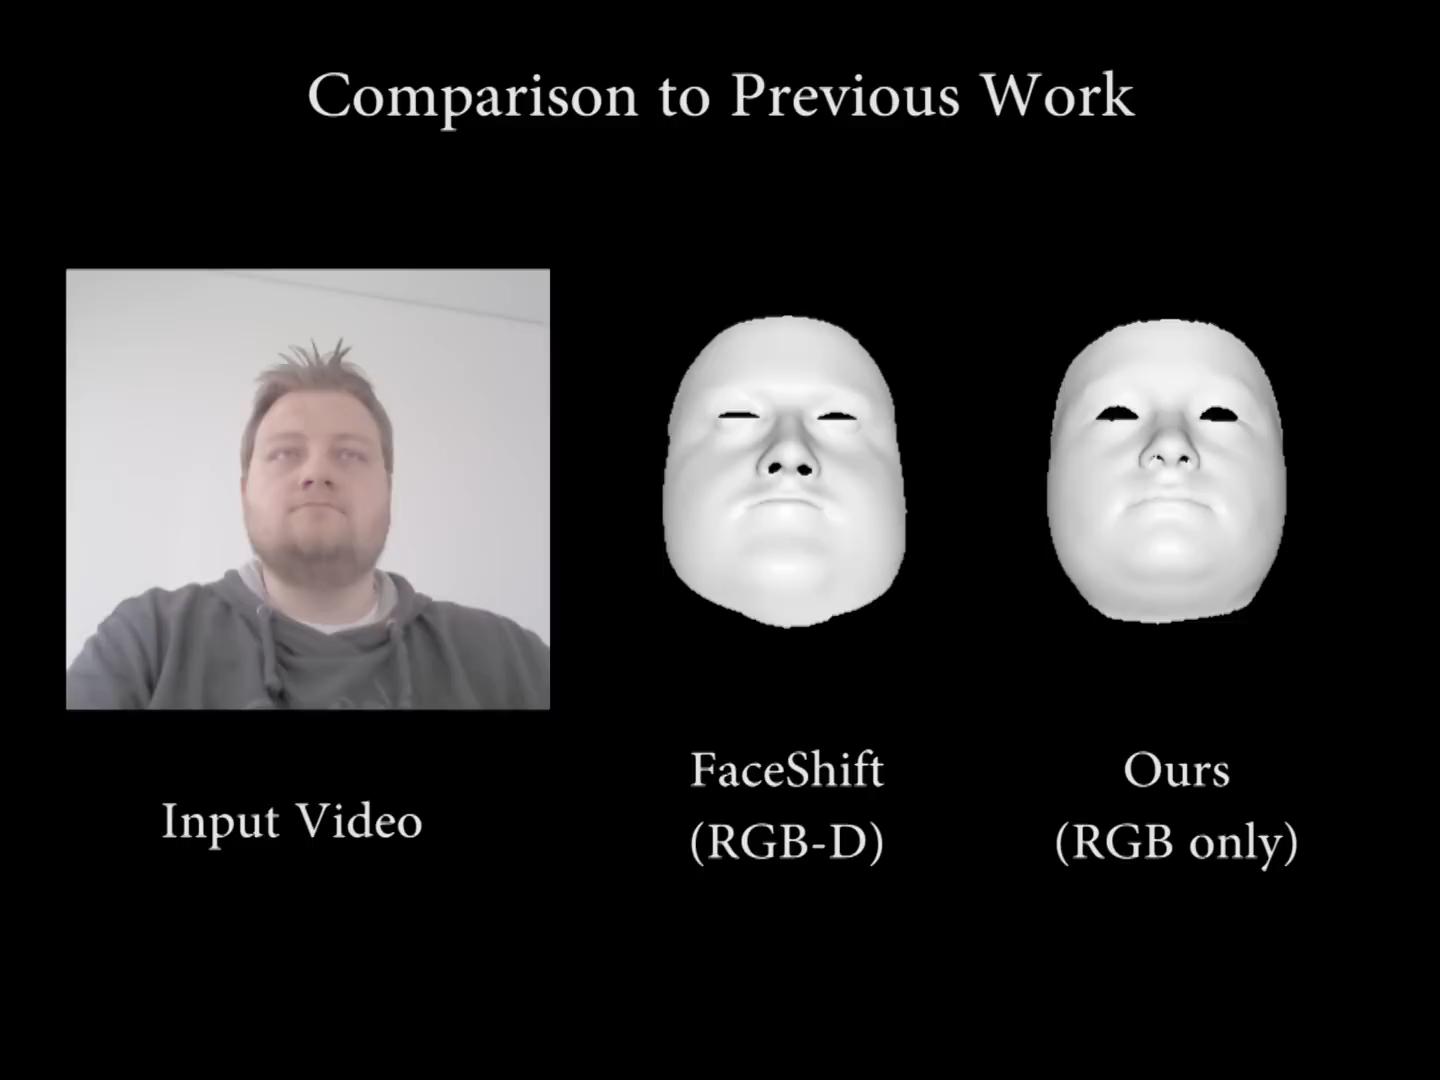 Comparison to Previous Work
Input Video
FaceShift
(RGB-D)
Ours
(RGB only)